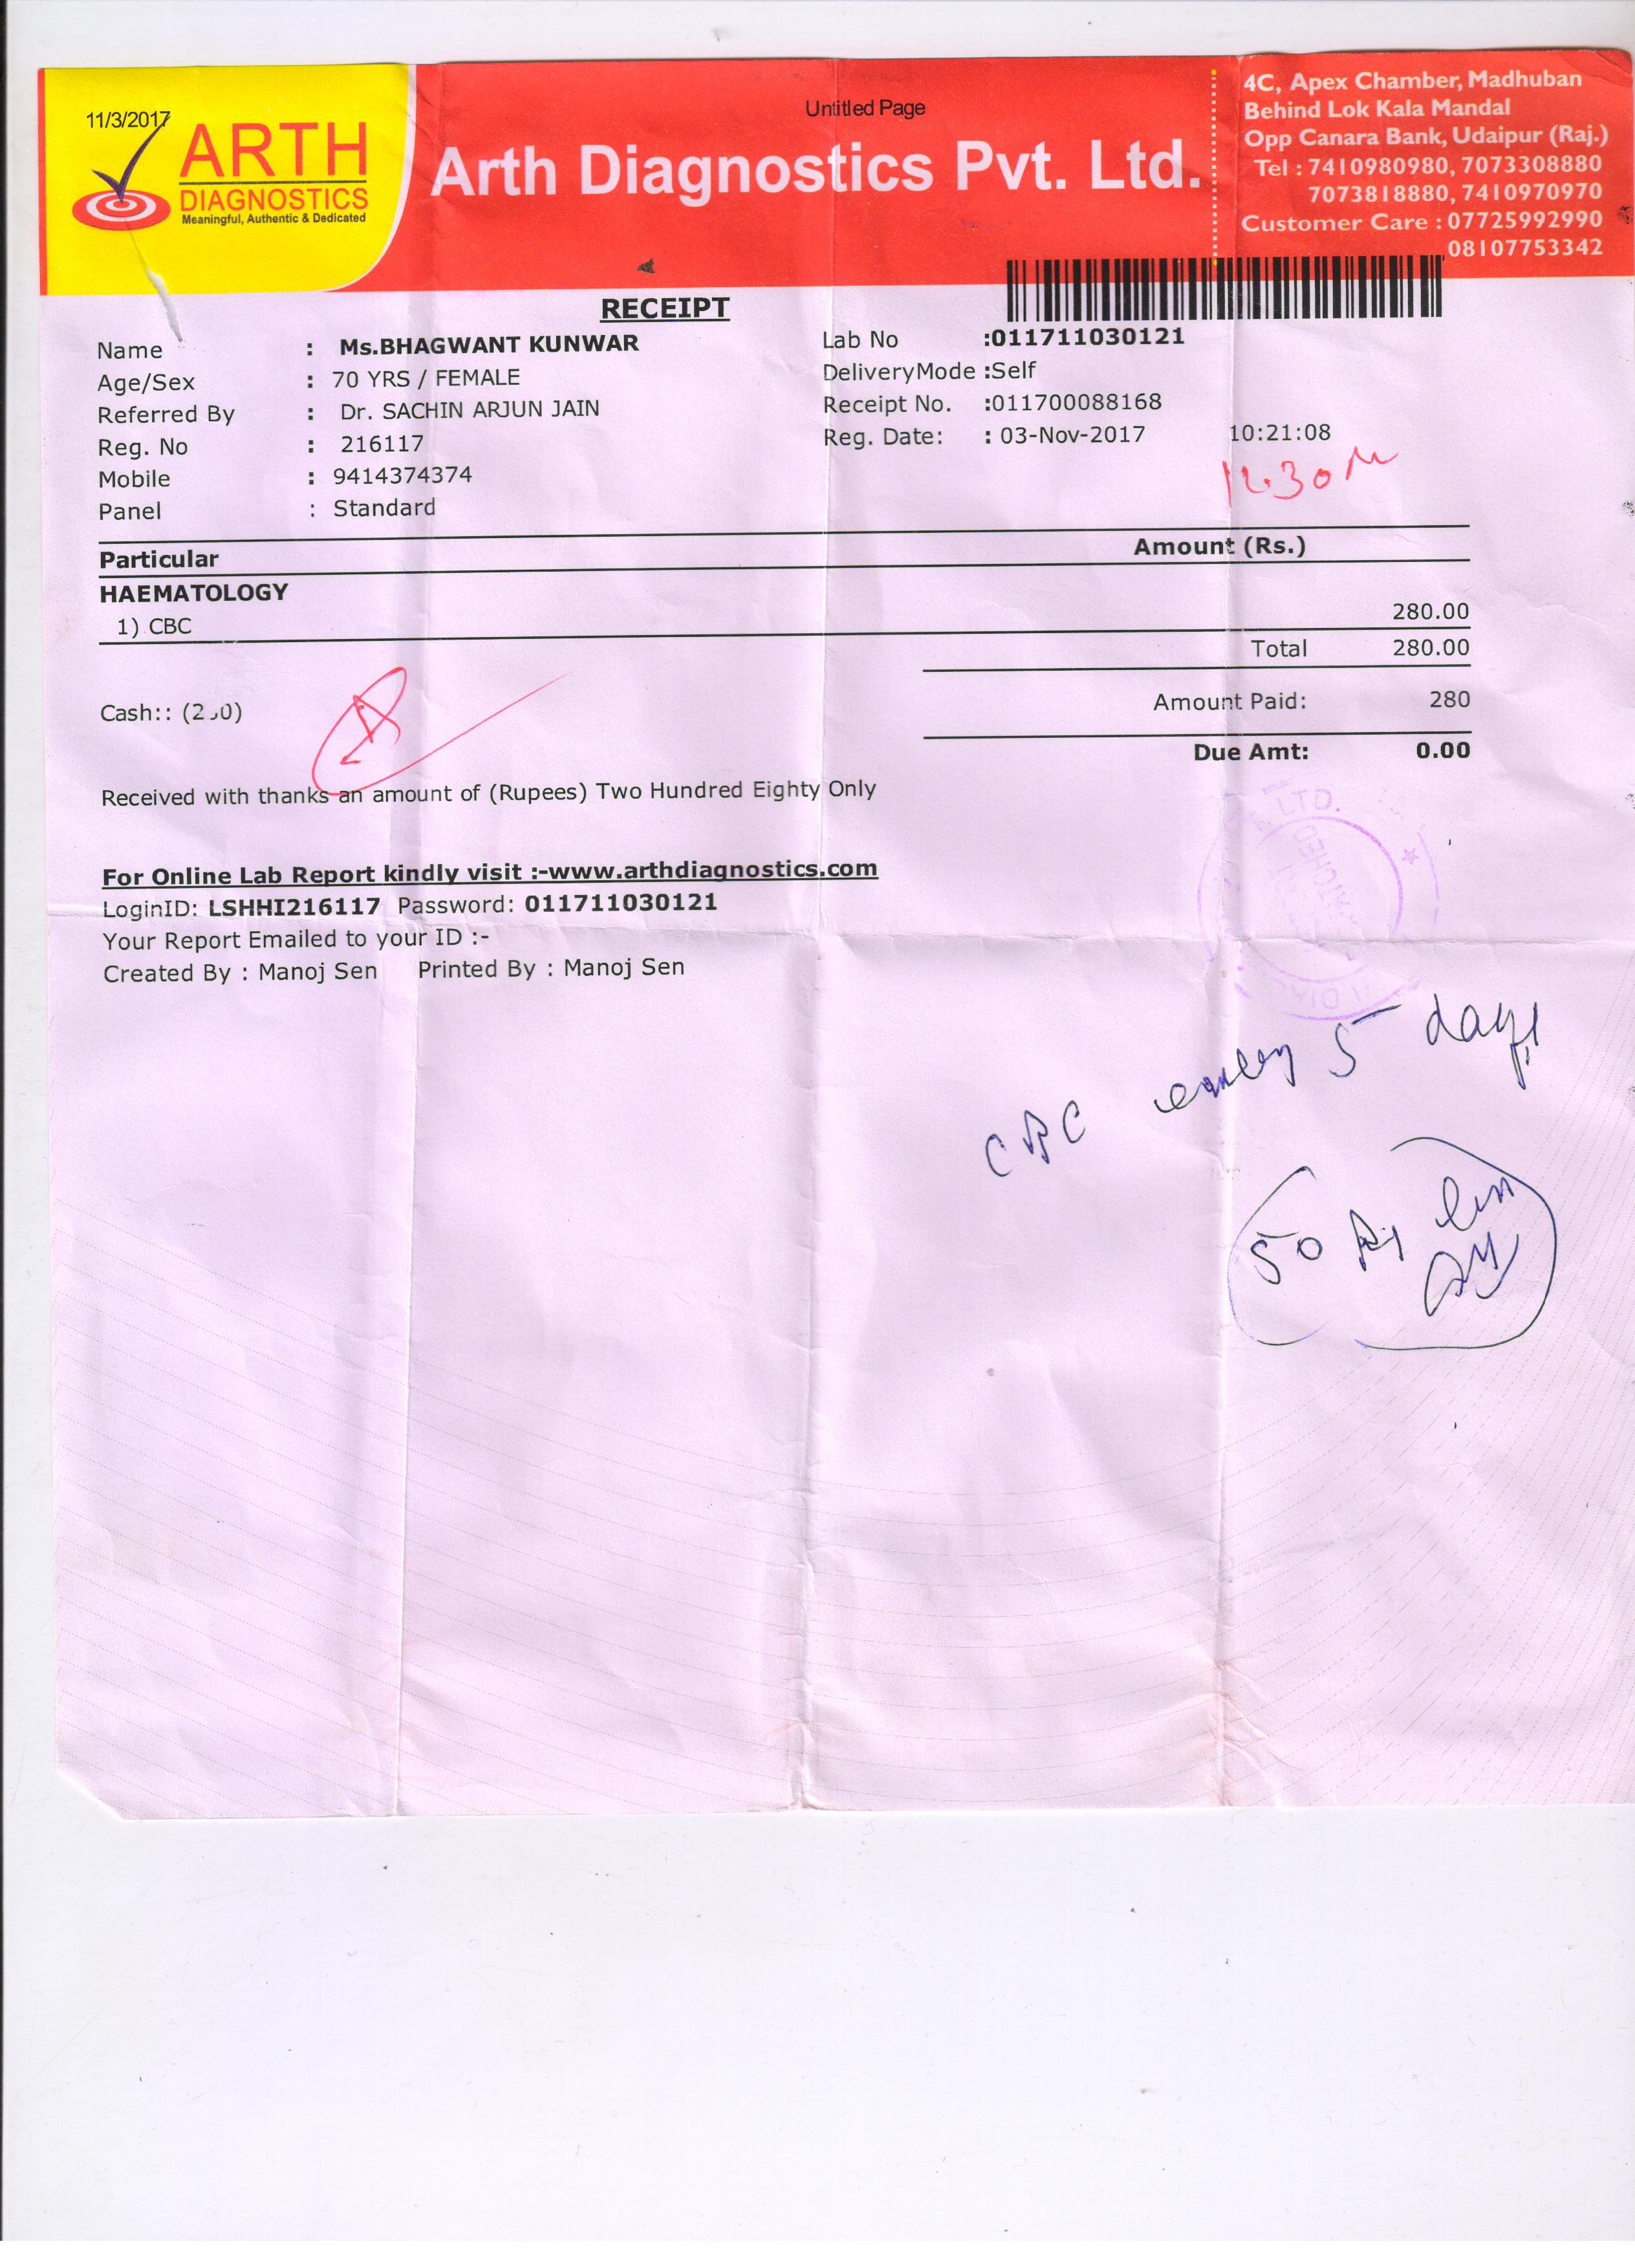 11/3/2017
Untitled Page
ARTH
DIAGNOSTICS
Meaningful, Authentic & Dedicated
Arth Diagnostics Pvt. Ltd.
4C, Apex Chamber, Madhuban
Behind Lok Kala Mandal
Opp Canara Bank, Udaipur (Raj.)
Tel : 7410980980, 7073308880
7073818880, 7410970970
Customer Care : 07725992990
08107753342
RECEIPT
Name : Ms.BHAGWANT KUNWAR Lab No :011711030121
Age/Sex : 70 YRS / FEMALE DeliveryMode :Self
Referred By : Dr. SACHIN ARJUN JAIN Receipt No. :011700088168
Reg. No : 216117 Reg. Date: : 03-Nov-2017 10:21:08
Mobile : 9414374374
12.30
Panel : Standard
Particular Amount (Rs.)
HAEMATOLOGY
1) CBC 280.00
Total 280.00
Cash:: Amount Paid: 280
Due Amt: 0.00
Received with thanks an amount of (Rupees) Two Hundred Eighty Only
LTD.
For Online Lab Report kindly visit :-www.arthdiagnostics.com
LoginID: LSHHI216117 Password: 011711030121
Your Report Emailed to your ID :-
Created By : Manoj Sen Printed By : Manoj Sen
CBC every 5 days
50 Rs